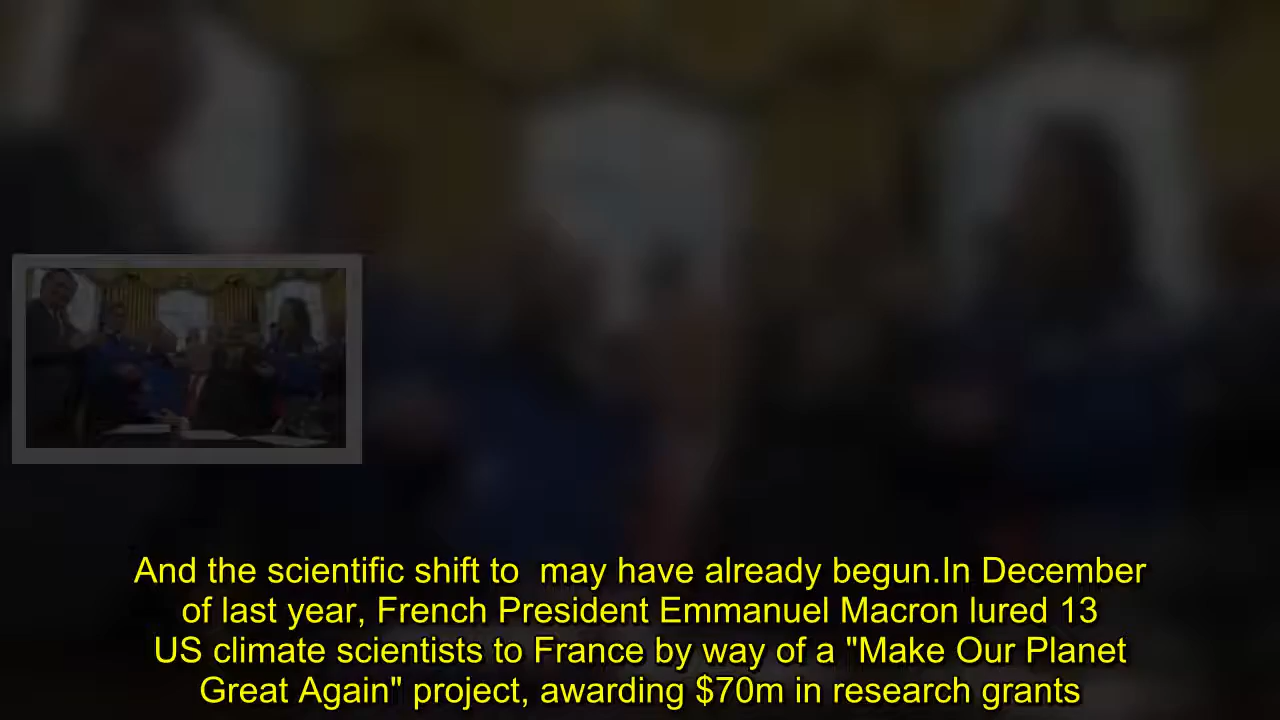 And the scientific shift to  may have already begun.In December
of last year, French President Emmanuel Macron lured 13
US climate scientists to France by way of a "Make Our Planet
Great Again" project, awarding $70m in research grants